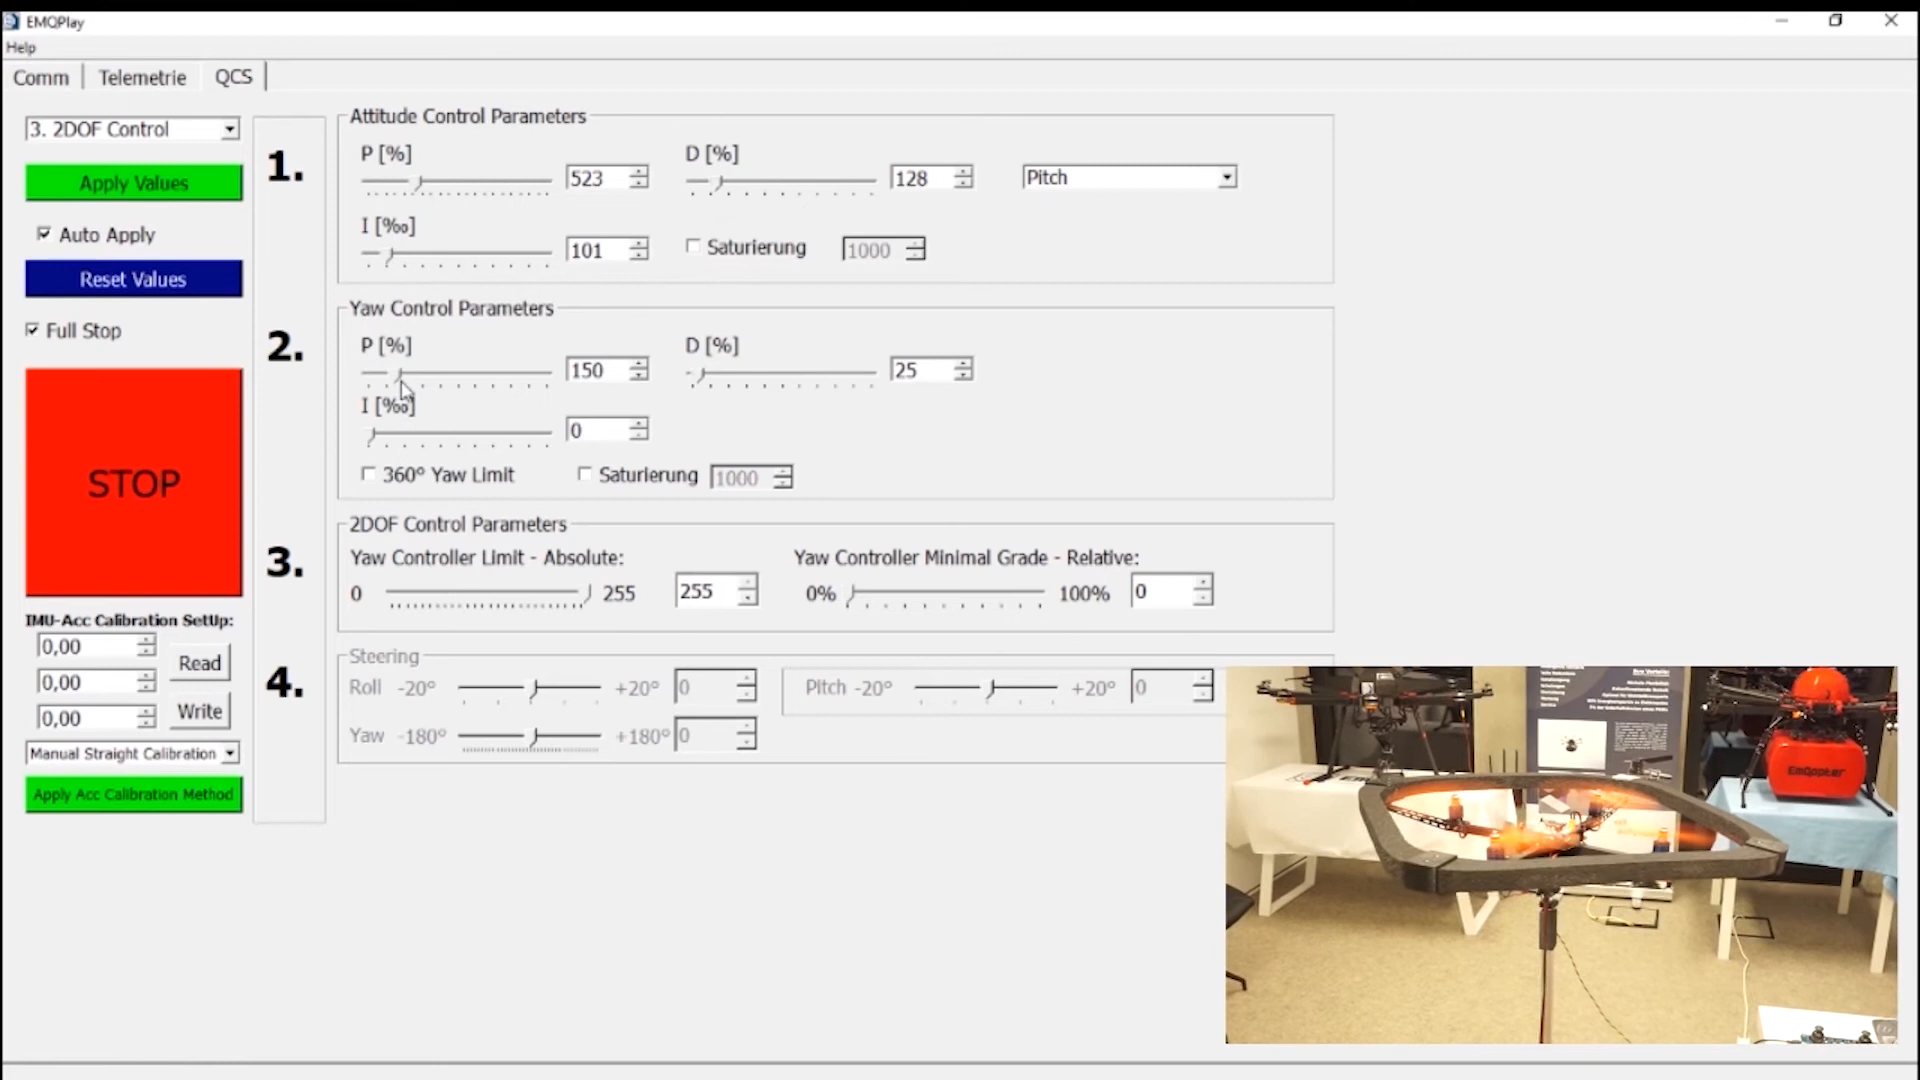 EMQPlay
Help
Comm Telemetrie QCS
3. 2DOF Control
Apply Values
Auto Apply
Reset Values
Full Stop
STOP
IMU-Acc Calibration SetUp:
0,00
0,00
0,00
Read
Write
Manual Straight Calibration
Apply Acc Calibration Method
1.
Attitude Control Parameters
P [%] 523
D [%] 128
Pitch
I [‰] 101
Saturierung 1000
2.
Yaw Control Parameters
P [%] 150
D [%] 25
I [‰] 0
360° Yaw Limit
Saturierung 1000
3.
2DOF Control Parameters
Yaw Controller Limit - Absolute:
0 255 255
Yaw Controller Minimal Grade - Relative:
0% 100% 0
4.
Steering
Roll -20° +20° 0
Pitch -20° +20° 0
Yaw -180° +180° 0
EmQopter